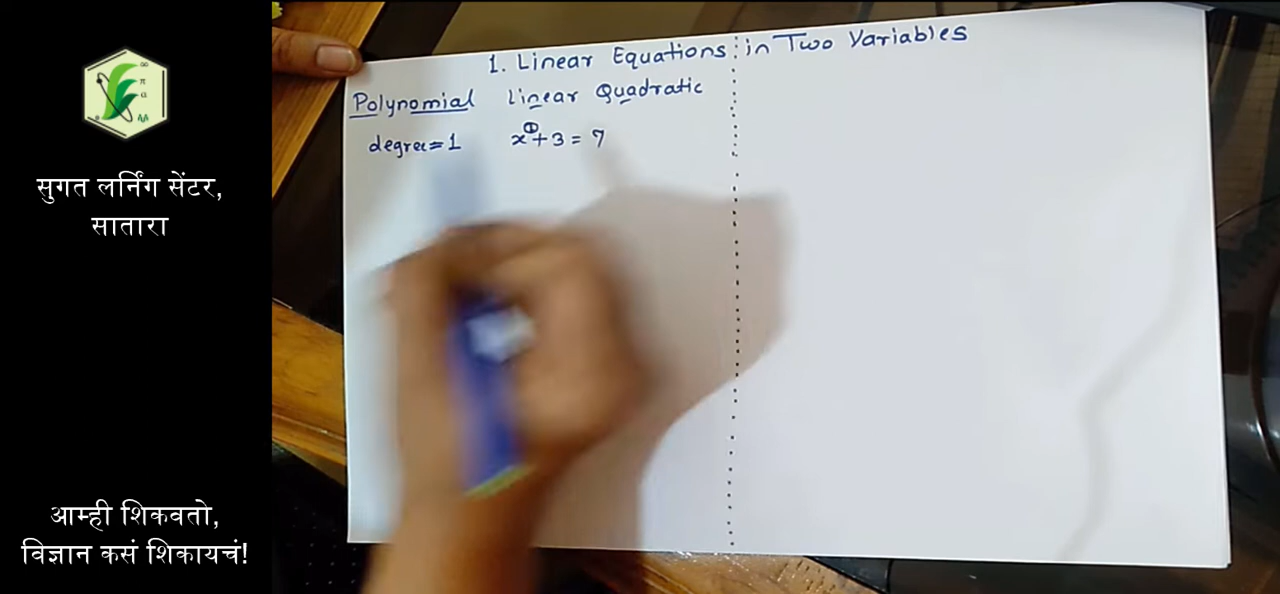 सुगत लर्निंग सेंटर,
सातारा
आम्ही शिकवतो,
विज्ञान कसं शिकायचं!
1. Linear Equations in Two Variables
Polynomial linear Quadratic
degree=1 x^① + 3 = 7